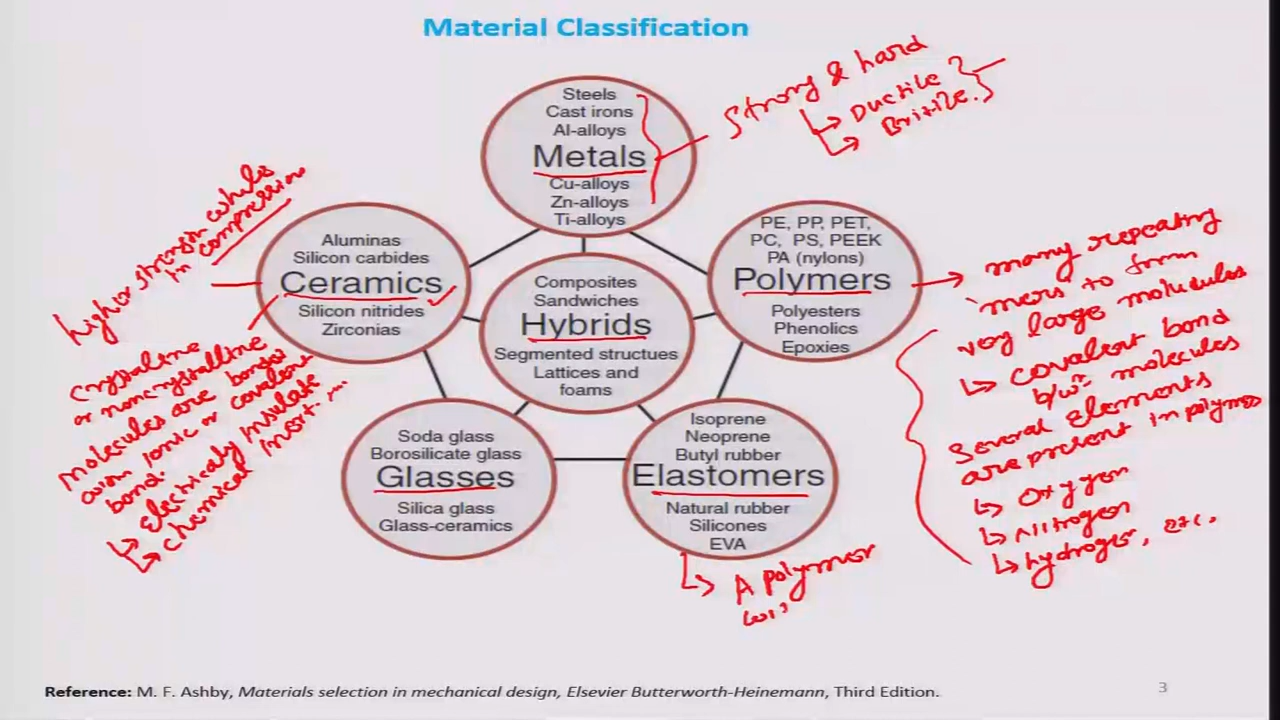 Material Classification
Steels
Cast irons
Al-alloys
Metals
Cu-alloys
Zn-alloys
Ti-alloys
Strong & hard
↳ Ductile
↳ Brittle.
Aluminas
Silicon carbides
Ceramics
Silicon nitrides
Zirconias
higher strength while
in compression
crystalline
or noncrystalline
molecules are bonded
ionic or covalent
bond.
↳ electrically insulate
↳ chemical inert....
Composites
Sandwiches
Hybrids
Segmented structues
Lattices and
foams
PE, PP, PET,
PC, PS, PEEK
PA (nylons)
Polymers
Polyesters
Phenolics
Epoxies
many repeating
'mers' to form
very large molecules
↳ covalent bond
b/wn molecules
Several elements
are present in polymers
↳ oxygen
↳ nitrogen
↳ hydrogen, etc.
Soda glass
Borosilicate glass
Glasses
Silica glass
Glass-ceramics
Isoprene
Neoprene
Butyl rubber
Elastomers
Natural rubber
Silicones
EVA
↳ A polymer
Reference: M. F. Ashby, Materials selection in mechanical design, Elsevier Butterworth-Heinemann, Third Edition.
3